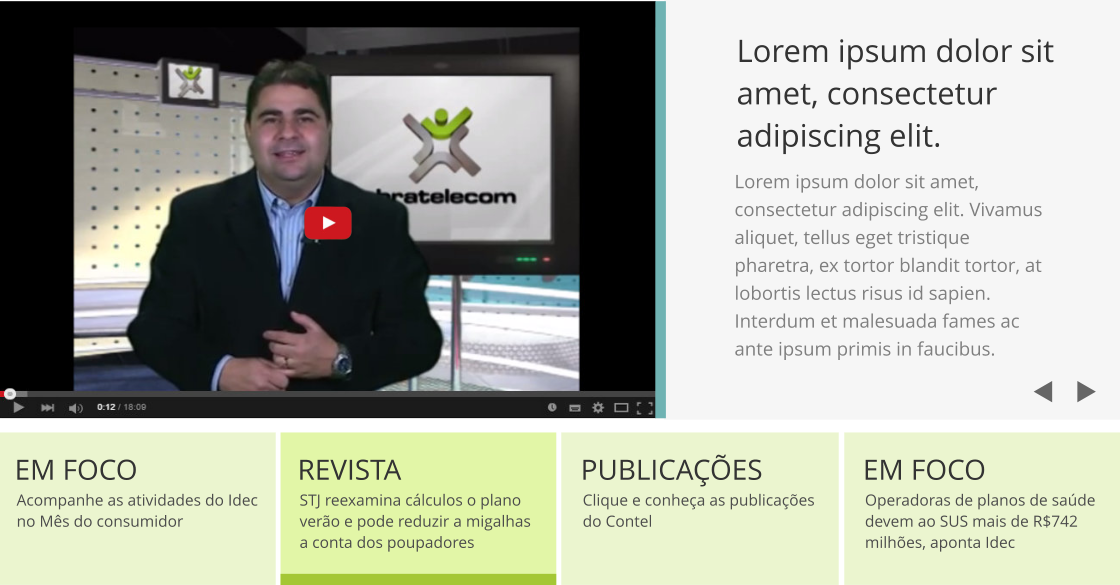 bratelecom
0:12 / 18:09
Lorem ipsum dolor sit
amet, consectetur
adipiscing elit.
Lorem ipsum dolor sit amet,
consectetur adipiscing elit. Vivamus
aliquet, tellus eget tristique
pharetra, ex tortor blandit tortor, at
lobortis lectus risus id sapien.
Interdum et malesuada fames ac
ante ipsum primis in faucibus.
EM FOCO
Acompanhe as atividades do Idec
no Mês do consumidor
REVISTA
STJ reexamina cálculos o plano
verão e pode reduzir a migalhas
a conta dos poupadores
PUBLICAÇÕES
Clique e conheça as publicações
do Contel
EM FOCO
Operadoras de planos de saúde
devem ao SUS mais de R$742
milhões, aponta Idec